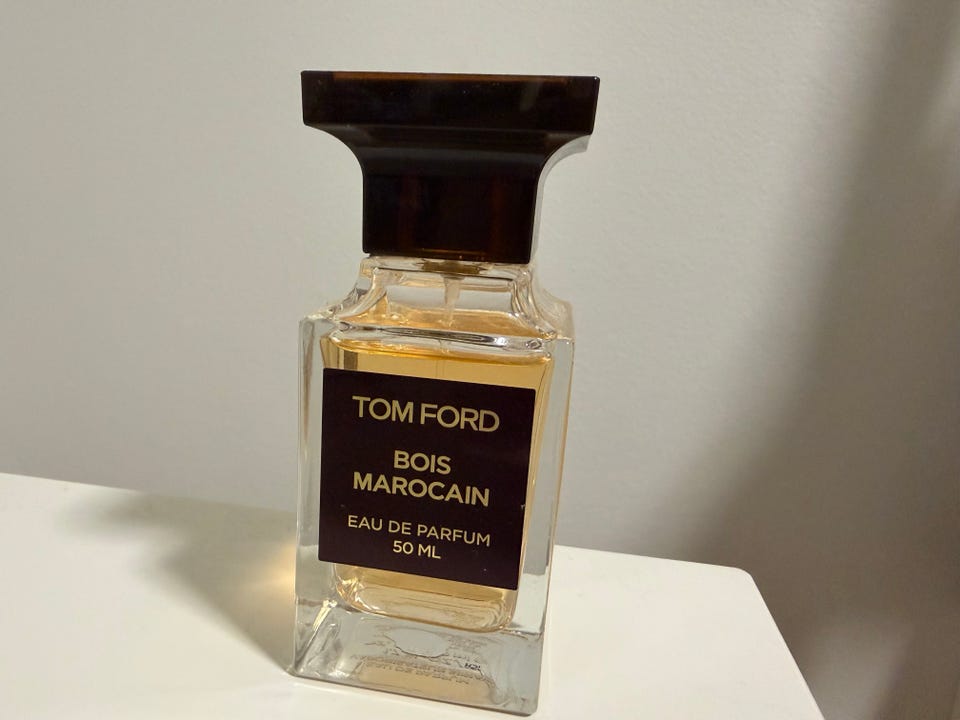 TOM FORD
BOIS
MAROCAIN
EAU DE PARFUM
50 ML